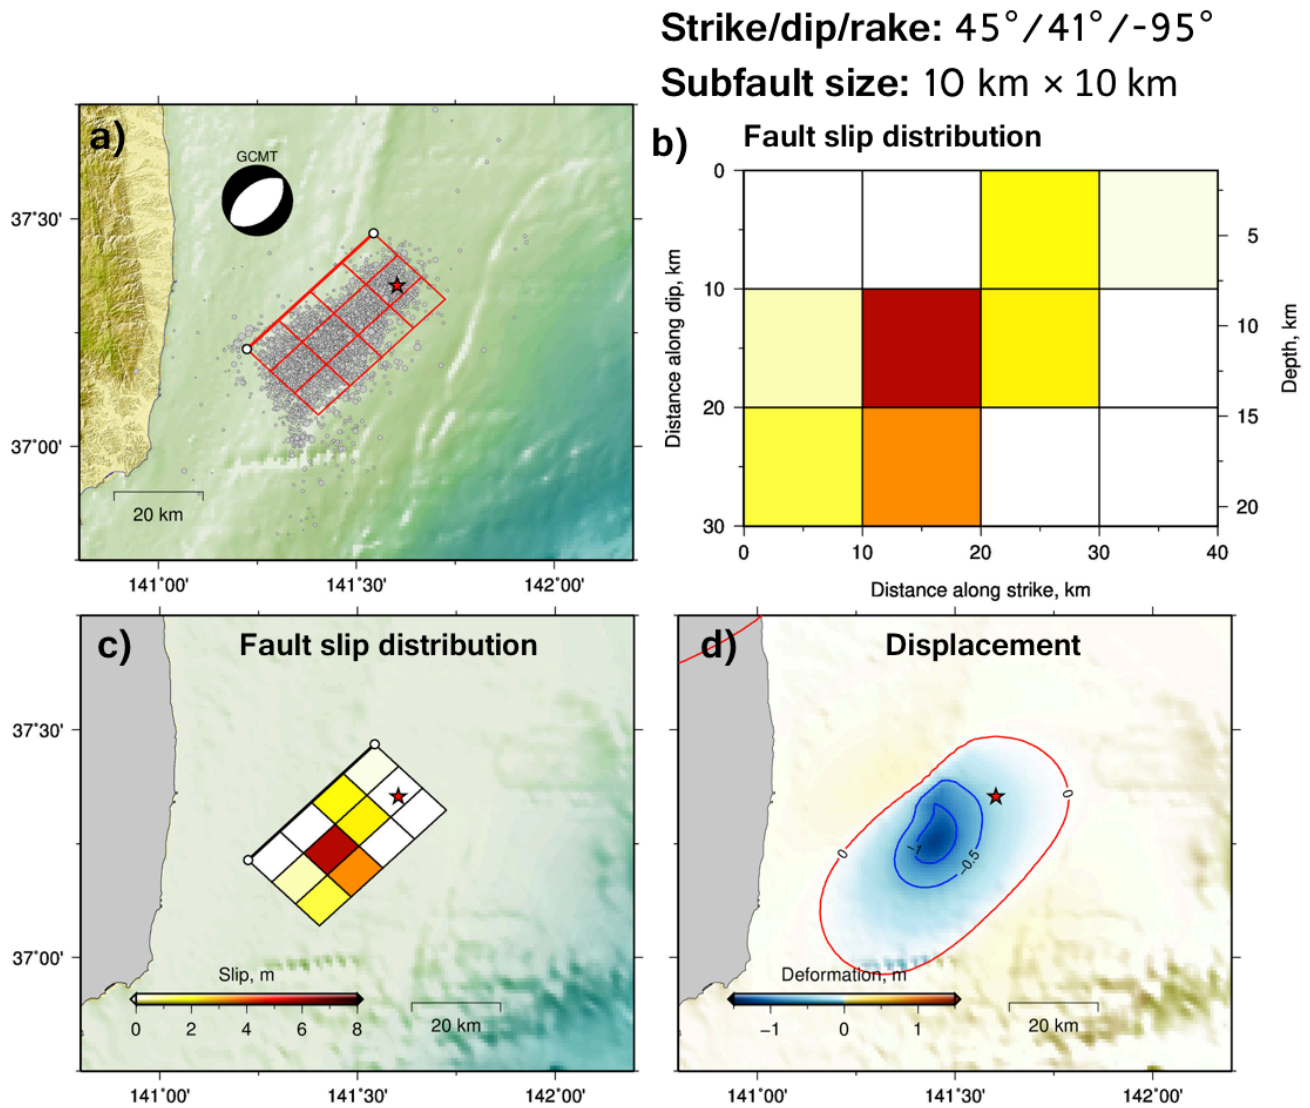 Strike/dip/rake: 45°/41°/-95°
Subfault size: 10 km × 10 km
a)
GCMT
37°30'
37°00'
20 km
141°00'
141°30'
142°00'
b)
Fault slip distribution
0
10
20
30
Distance along dip, km
5
10
15
20
Depth, km
0
10
20
30
40
Distance along strike, km
c)
Fault slip distribution
37°30'
37°00'
Slip, m
0
2
4
6
8
20 km
141°00'
141°30'
142°00'
d)
Displacement
37°30'
37°00'
0
0
−1
−0.5
Deformation, m
−1
0
1
20 km
141°00'
141°30'
142°00'